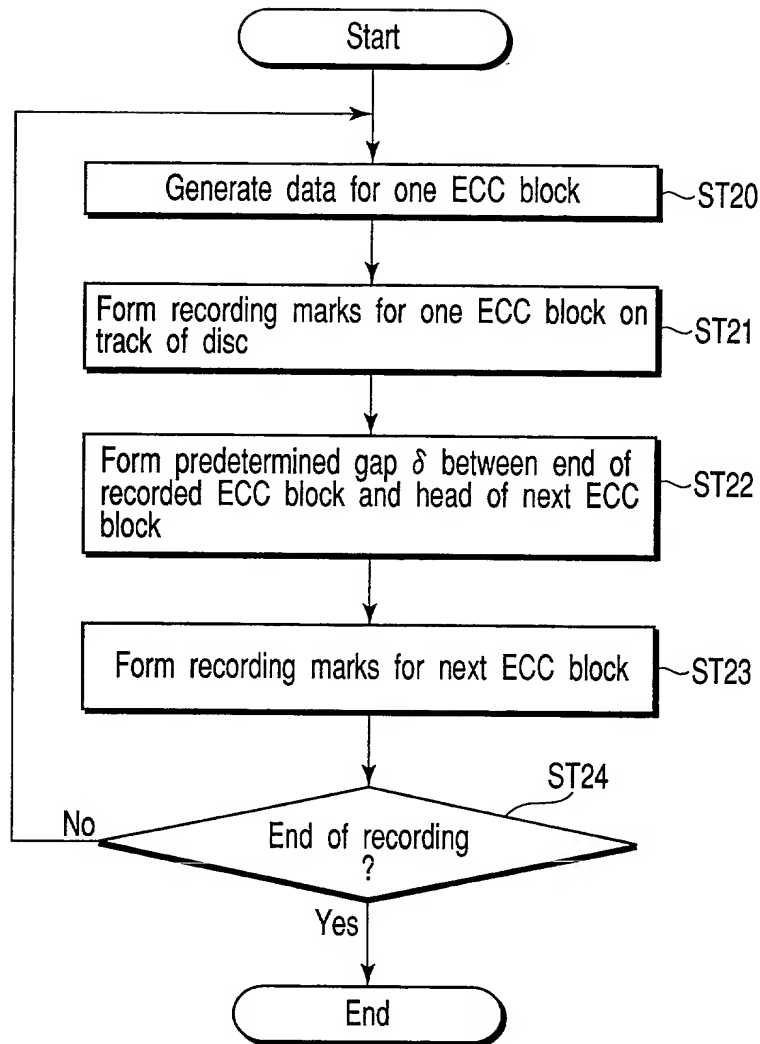 Start
Generate data for one ECC block
ST20
Form recording marks for one ECC block on
track of disc
ST21
Form predetermined gap δ between end of
recorded ECC block and head of next ECC
block
ST22
Form recording marks for next ECC block
ST23
ST24
End of recording
?
No
Yes
End